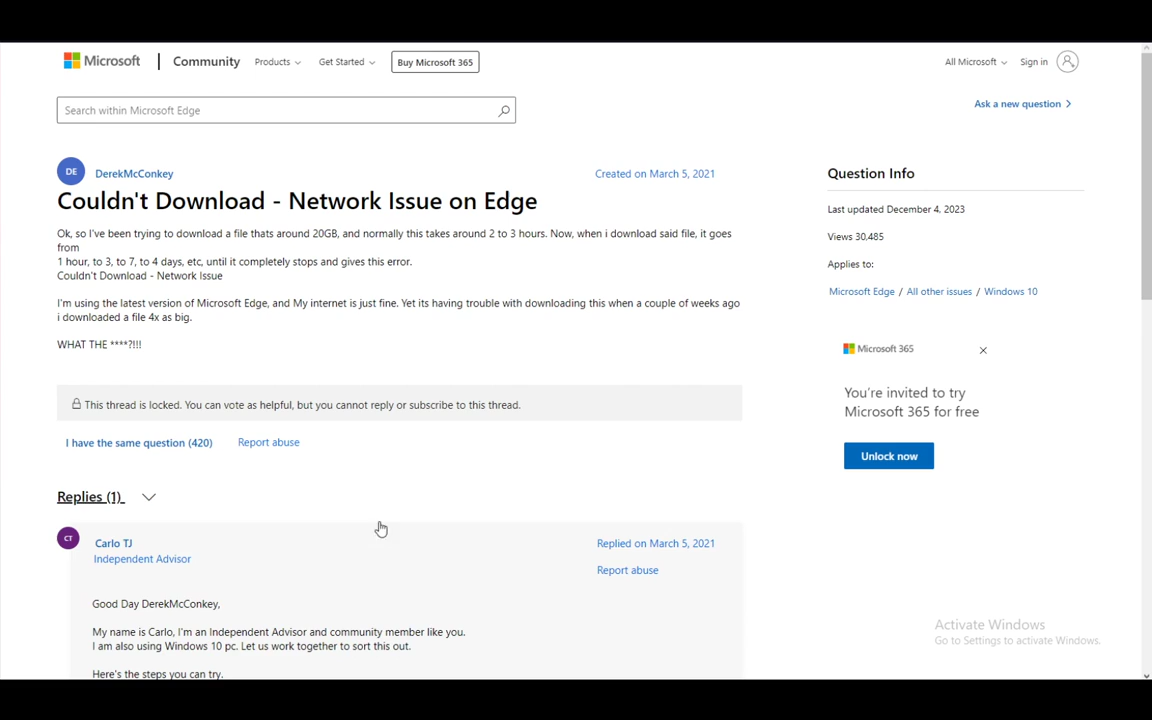 Microsoft | Community Products Get Started Buy Microsoft 365 All Microsoft Sign in
Search within Microsoft Edge
Ask a new question
DE DerekMcConkey Created on March 5, 2021
Couldn't Download - Network Issue on Edge
Ok, so I've been trying to download a file thats around 20GB, and normally this takes around 2 to 3 hours. Now, when i download said file, it goes
from
1 hour, to 3, to 7, to 4 days, etc, until it completely stops and gives this error.
Couldn't Download - Network Issue
I'm using the latest version of Microsoft Edge, and My internet is just fine. Yet its having trouble with downloading this when a couple of weeks ago
i downloaded a file 4x as big.
WHAT THE ****?!!!
This thread is locked. You can vote as helpful, but you cannot reply or subscribe to this thread.
I have the same question (420) Report abuse
Replies (1)
CT Carlo TJ Replied on March 5, 2021
Independent Advisor
Report abuse
Good Day DerekMcConkey,
My name is Carlo, I'm an Independent Advisor and community member like you.
I am also using Windows 10 pc. Let us work together to sort this out.
Here's the steps you can try.
Question Info
Last updated December 4, 2023
Views 30,485
Applies to:
Microsoft Edge / All other issues / Windows 10
Microsoft 365
You're invited to try
Microsoft 365 for free
Unlock now
Activate Windows
Go to Settings to activate Windows.